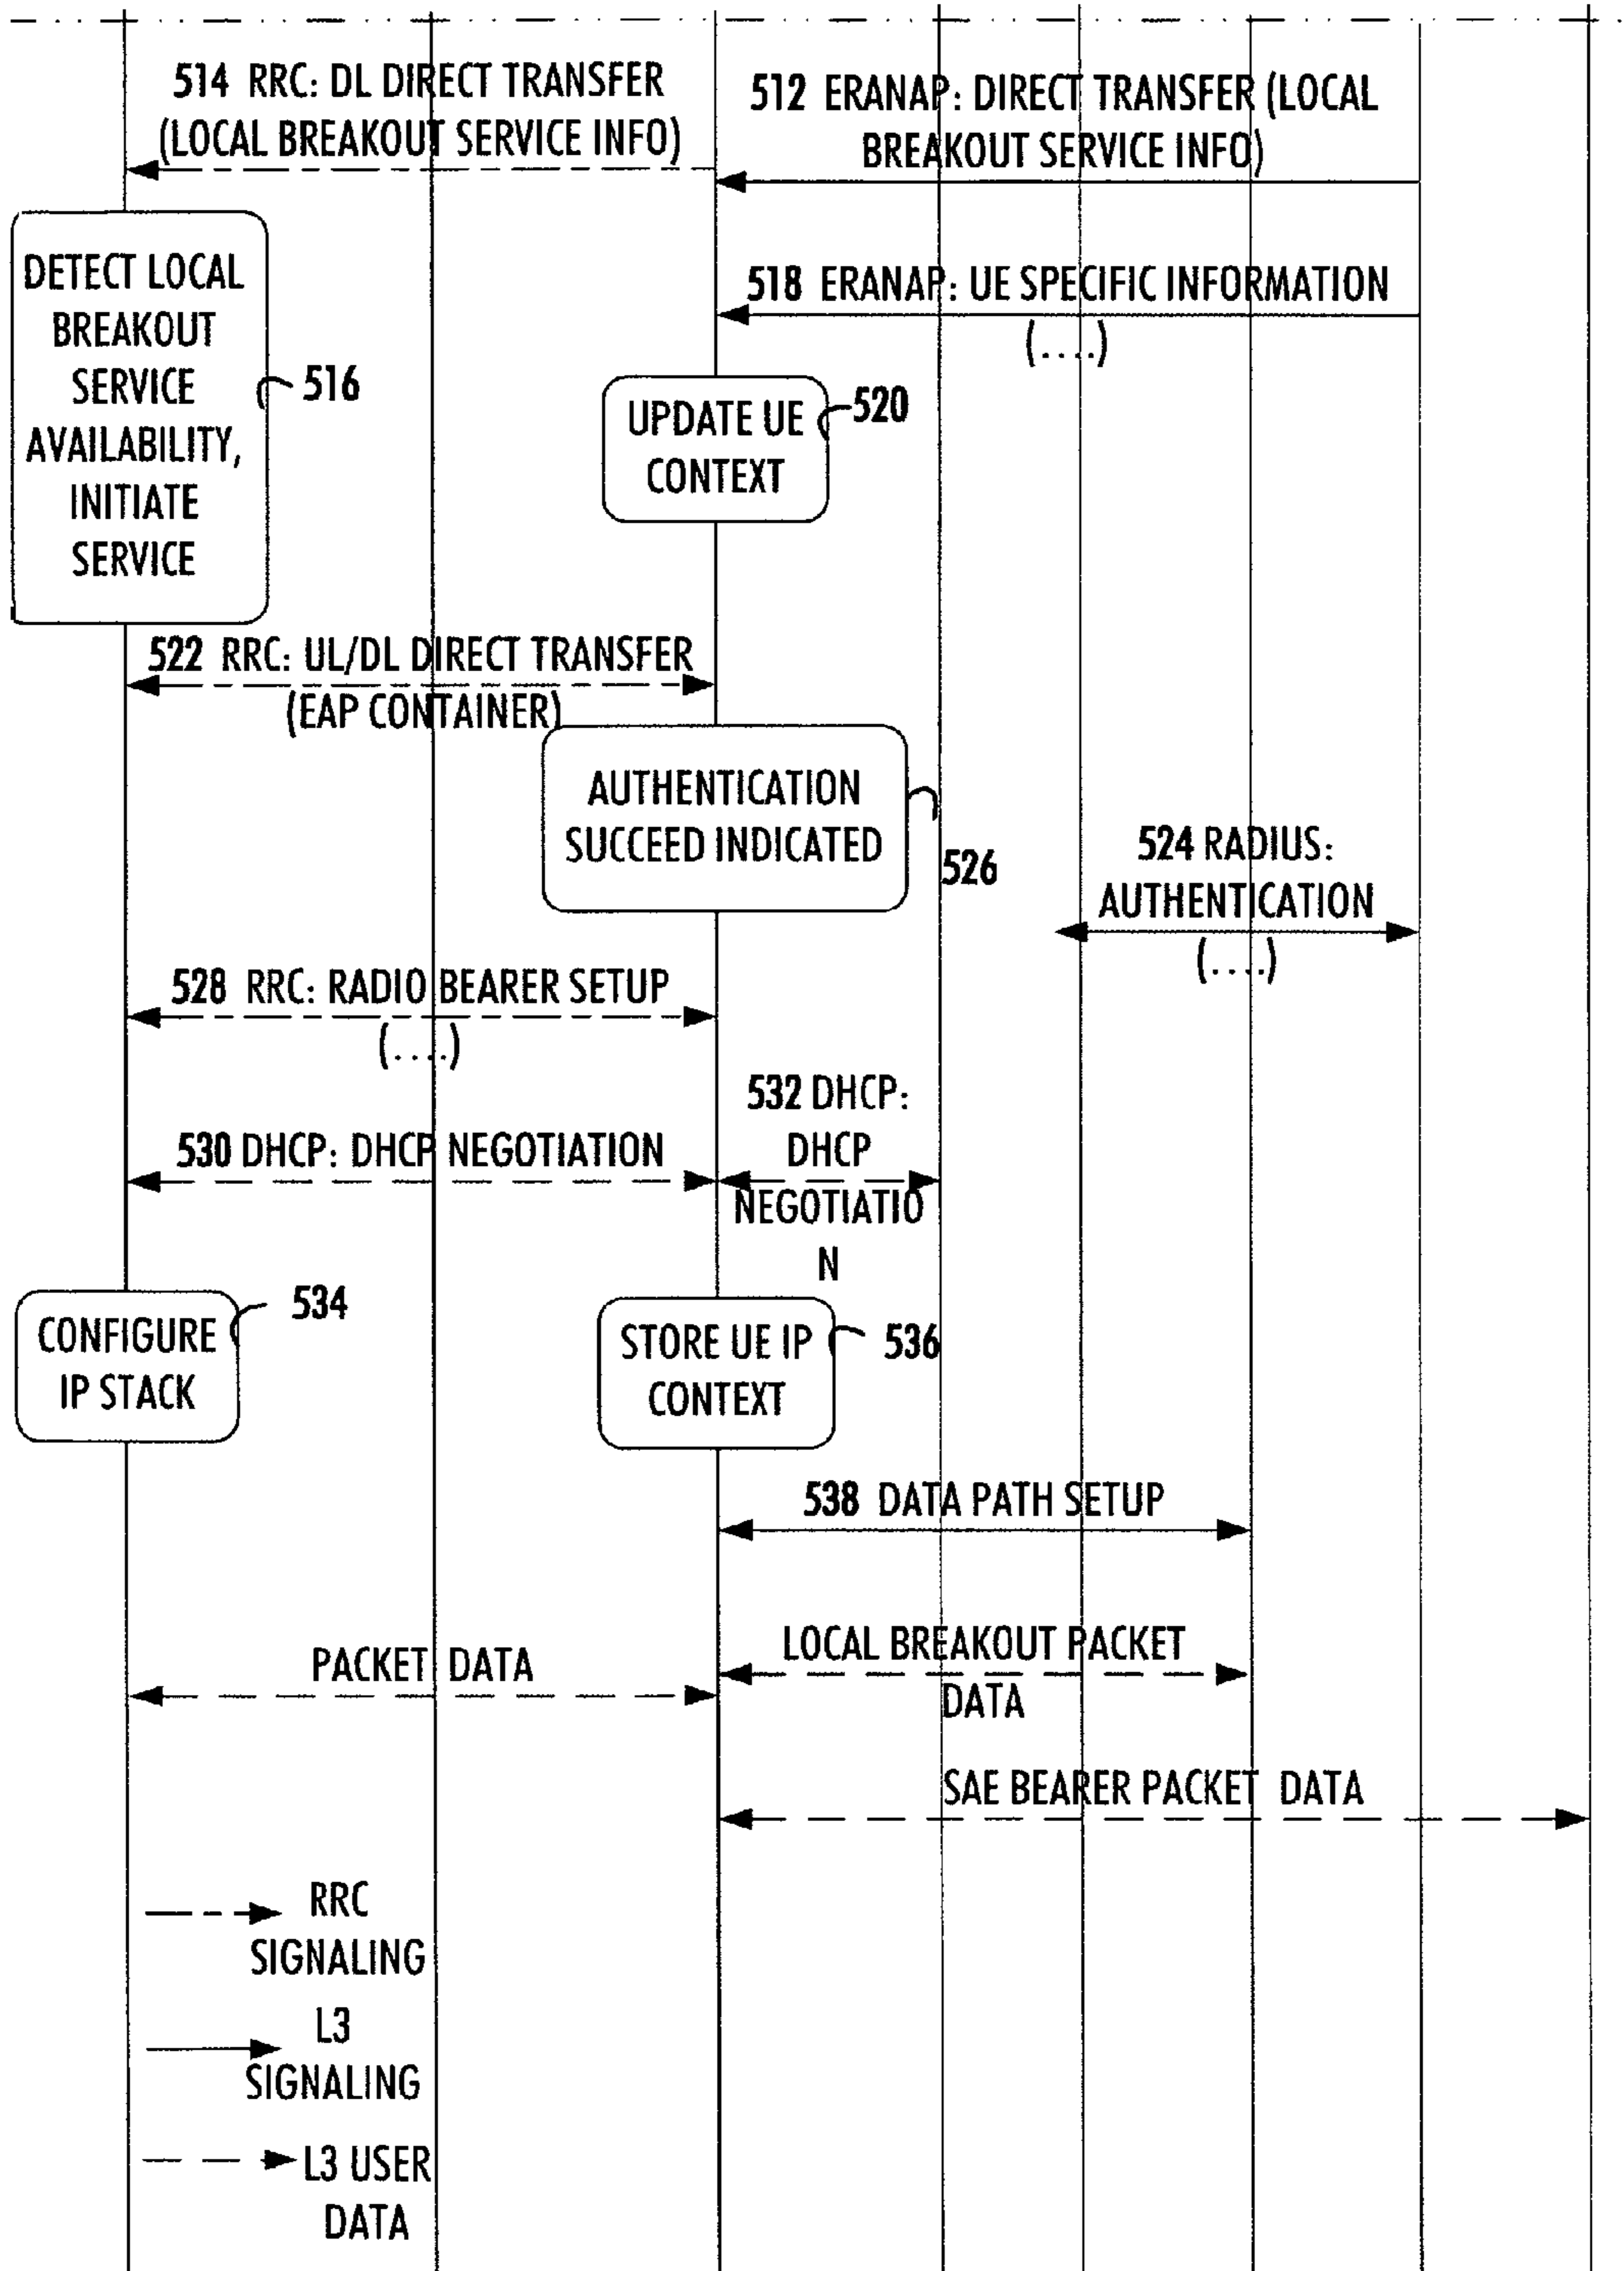 514 RRC: DL DIRECT TRANSFER
(LOCAL BREAKOUT SERVICE INFO)
512 ERANAP: DIRECT TRANSFER (LOCAL
BREAKOUT SERVICE INFO)
DETECT LOCAL
BREAKOUT
SERVICE
AVAILABILITY,
INITIATE
SERVICE
516
518 ERANAP: UE SPECIFIC INFORMATION
(....)
UPDATE UE
CONTEXT
520
522 RRC: UL/DL DIRECT TRANSFER
(EAP CONTAINER)
AUTHENTICATION
SUCCEED INDICATED
526
524 RADIUS:
AUTHENTICATION
(....)
528 RRC: RADIO BEARER SETUP
(....)
530 DHCP: DHCP NEGOTIATION
532 DHCP:
DHCP
NEGOTIATIO
N
CONFIGURE
IP STACK
534
STORE UE IP
CONTEXT
536
538 DATA PATH SETUP
PACKET DATA
LOCAL BREAKOUT PACKET
DATA
SAE BEARER PACKET DATA
RRC
SIGNALING
L3
SIGNALING
L3 USER
DATA